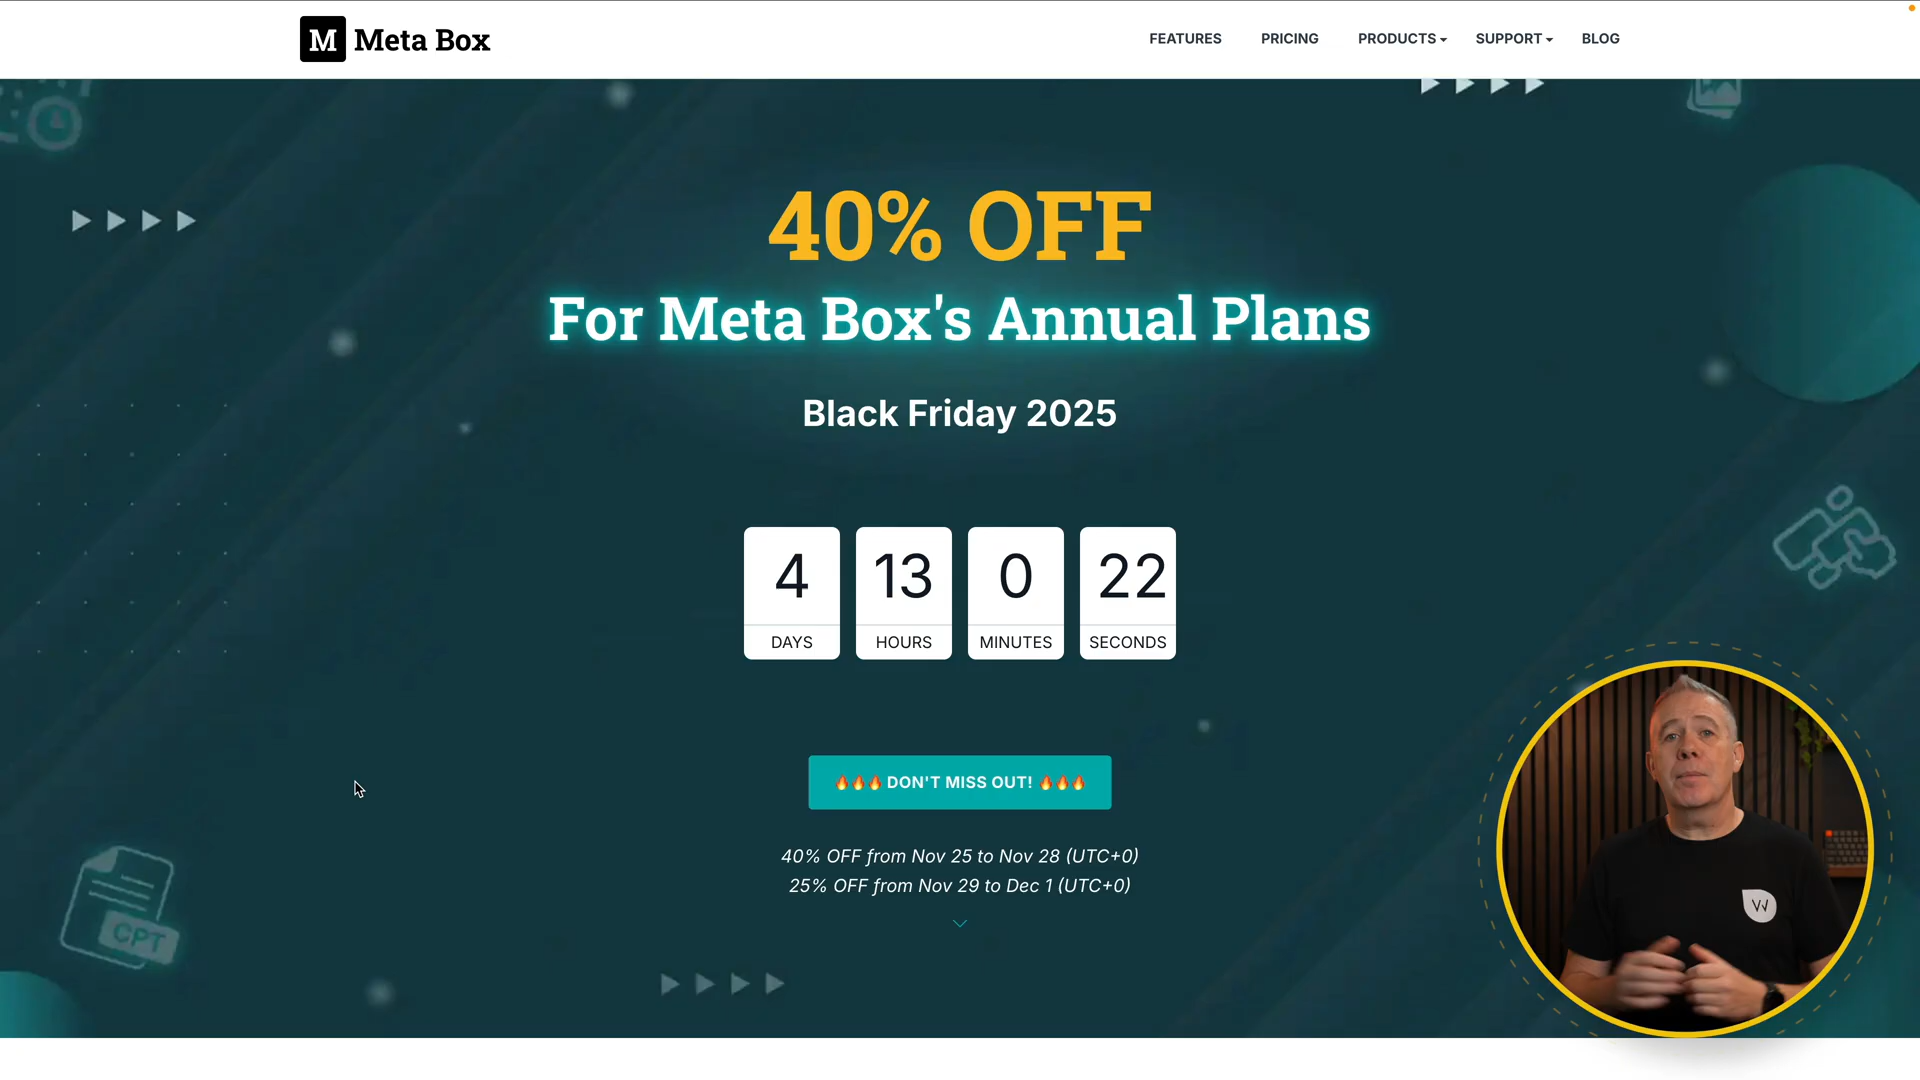 M Meta Box
FEATURES PRICING PRODUCTS SUPPORT BLOG
40% OFF
For Meta Box's Annual Plans
Black Friday 2025
4 13 0 22
DAYS HOURS MINUTES SECONDS
🔥🔥🔥 DON'T MISS OUT! 🔥🔥🔥
40% OFF from Nov 25 to Nov 28 (UTC+0)
25% OFF from Nov 29 to Dec 1 (UTC+0)
CPT
W